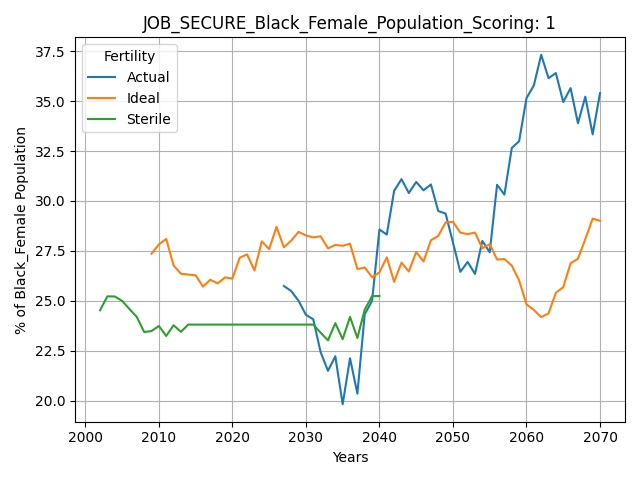 JOB_SECURE_Black_Female_Population_Scoring: 1
Fertility
Actual
Ideal
Sterile
% of Black_Female Population
37.5
35.0
32.5
30.0
27.5
25.0
22.5
20.0
2000 2010 2020 2030 2040 2050 2060 2070
Years